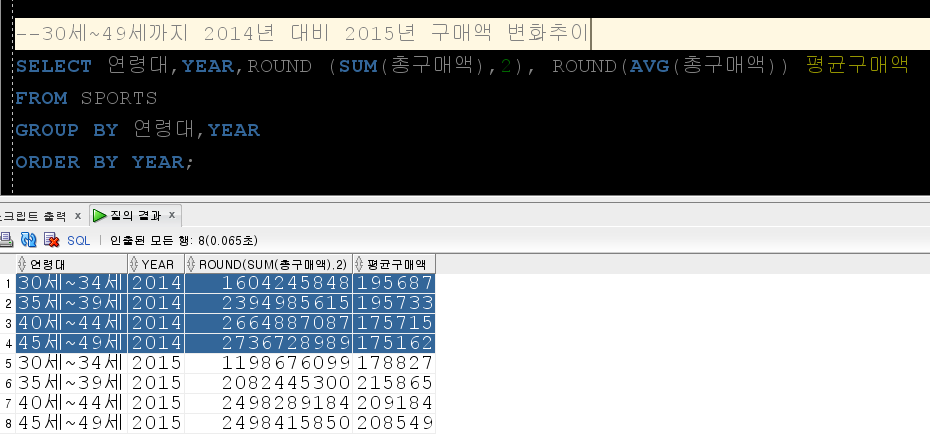 --30세~49세까지 2014년 대비 2015년 구매액 변화추이
SELECT 연령대,YEAR,ROUND (SUM(총구매액),2), ROUND(AVG(총구매액)) 평균구매액
FROM SPORTS
GROUP BY 연령대,YEAR
ORDER BY YEAR;
스크립트 출력 x 질의 결과 x
SQL | 인출된 모든 행: 8(0.065초)
연령대 YEAR ROUND(SUM(총구매액),2) 평균구매액
1 30세~34세 2014 1604245848 195687
2 35세~39세 2014 2394985615 195733
3 40세~44세 2014 2664887087 175715
4 45세~49세 2014 2736728989 175162
5 30세~34세 2015 1198676099 178827
6 35세~39세 2015 2082445300 215865
7 40세~44세 2015 2498289184 209184
8 45세~49세 2015 2498415850 208549